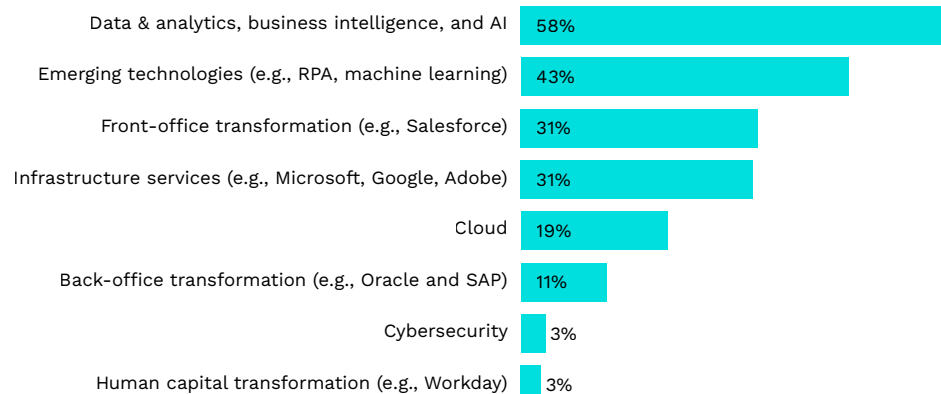 Data & analytics, business intelligence, and AI 58%
Emerging technologies (e.g., RPA, machine learning) 43%
Front-office transformation (e.g., Salesforce) 31%
Infrastructure services (e.g., Microsoft, Google, Adobe) 31%
Cloud 19%
Back-office transformation (e.g., Oracle and SAP) 11%
Cybersecurity 3%
Human capital transformation (e.g., Workday) 3%